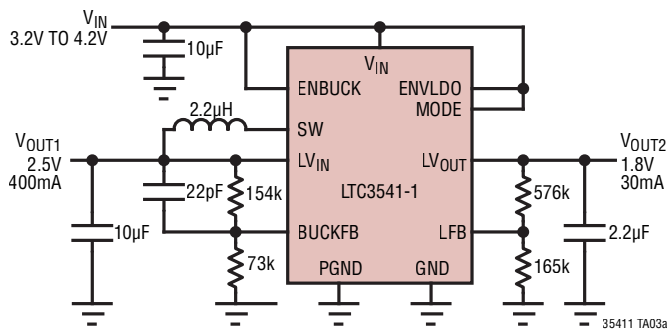 VIN
3.2V TO 4.2V
10µF
VIN
ENBUCK
ENVLDO
MODE
2.2µH
SW
VOUT1
2.5V
400mA
LVIN
LVOUT
VOUT2
1.8V
30mA
22pF
154k
LTC3541-1
576k
10µF
BUCKFB
LFB
2.2µF
73k
165k
PGND
GND
35411 TA03a